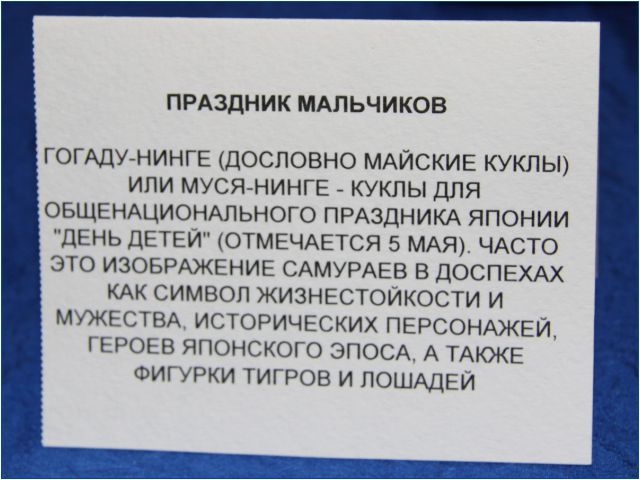 ПРАЗДНИК МАЛЬЧИКОВ
ГОГАДУ-НИНГЕ (ДОСЛОВНО МАЙСКИЕ КУКЛЫ)
ИЛИ МУСЯ-НИНГЕ - КУКЛЫ ДЛЯ
ОБЩЕНАЦИОНАЛЬНОГО ПРАЗДНИКА ЯПОНИИ
"ДЕНЬ ДЕТЕЙ" (ОТМЕЧАЕТСЯ 5 МАЯ). ЧАСТО
ЭТО ИЗОБРАЖЕНИЕ САМУРАЕВ В ДОСПЕХАХ
КАК СИМВОЛ ЖИЗНЕСТОЙКОСТИ И
МУЖЕСТВА, ИСТОРИЧЕСКИХ ПЕРСОНАЖЕЙ,
ГЕРОЕВ ЯПОНСКОГО ЭПОСА, А ТАКЖЕ
ФИГУРКИ ТИГРОВ И ЛОШАДЕЙ